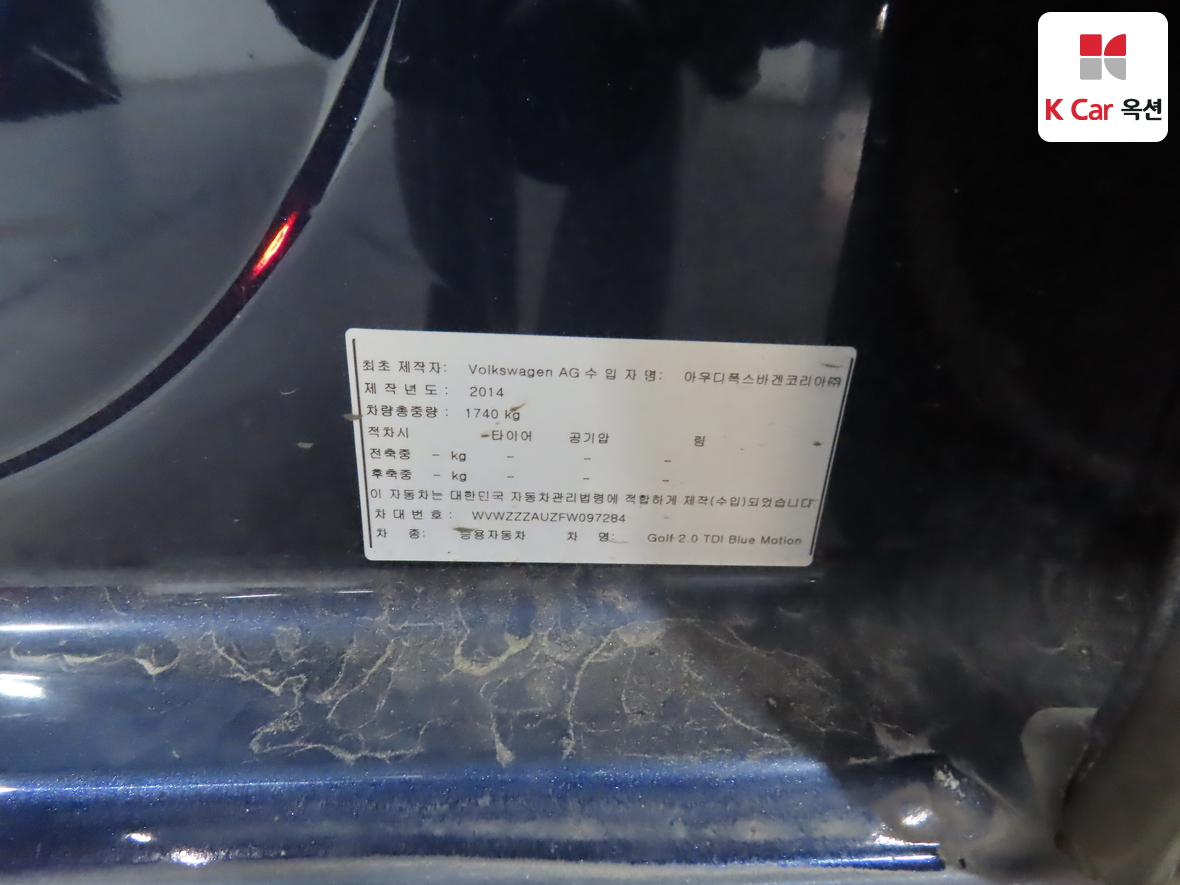 K Car 옥션
최초 제작자: Volkswagen AG 수 입 자 명: 아우디폭스바겐코리아㈜
제 작 년 도 : 2014
차량총중량 : 1740 kg
적차시 타이어 공기압 림
전축중 - kg - - -
후축중 - kg - - -
이 자동차는 대한민국 자동차관리법령에 적합하게 제작(수입)되었습니다
차 대 번 호 : WVWZZZAUZFW097284
차 종: 승용자동차 차 명: Golf 2.0 TDI Blue Motion